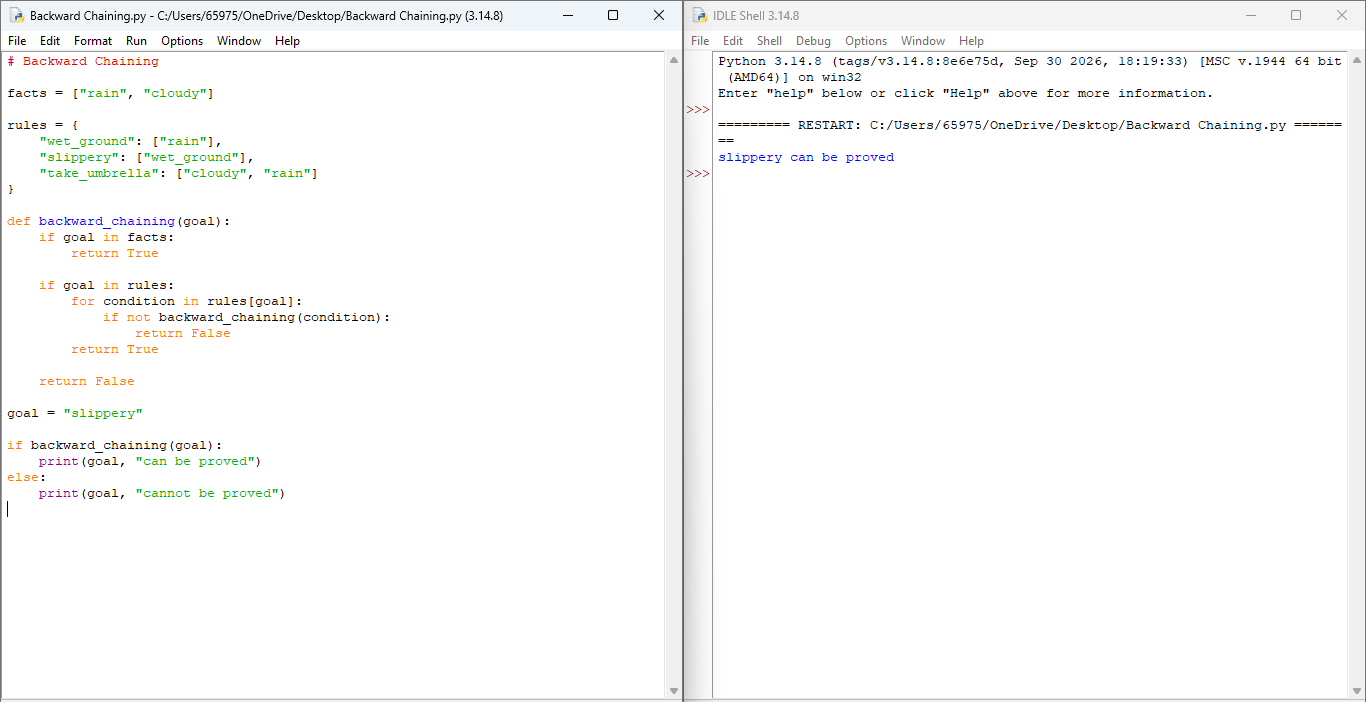 Backward Chaining.py - C:/Users/65975/OneDrive/Desktop/Backward Chaining.py (3.14.8)
File Edit Format Run Options Window Help
# Backward Chaining

facts = ["rain", "cloudy"]

rules = {
    "wet_ground": ["rain"],
    "slippery": ["wet_ground"],
    "take_umbrella": ["cloudy", "rain"]
}

def backward_chaining(goal):
    if goal in facts:
        return True

    if goal in rules:
        for condition in rules[goal]:
            if not backward_chaining(condition):
                return False
        return True

    return False

goal = "slippery"

if backward_chaining(goal):
    print(goal, "can be proved")
else:
    print(goal, "cannot be proved")
IDLE Shell 3.14.8
File Edit Shell Debug Options Window Help
Python 3.14.8 (tags/v3.14.8:8e6e75d, Sep 30 2026, 18:19:33) [MSC v.1944 64 bit
 (AMD64)] on win32
Enter "help" below or click "Help" above for more information.
>>>
========= RESTART: C:/Users/65975/OneDrive/Desktop/Backward Chaining.py ======
==
slippery can be proved
>>>